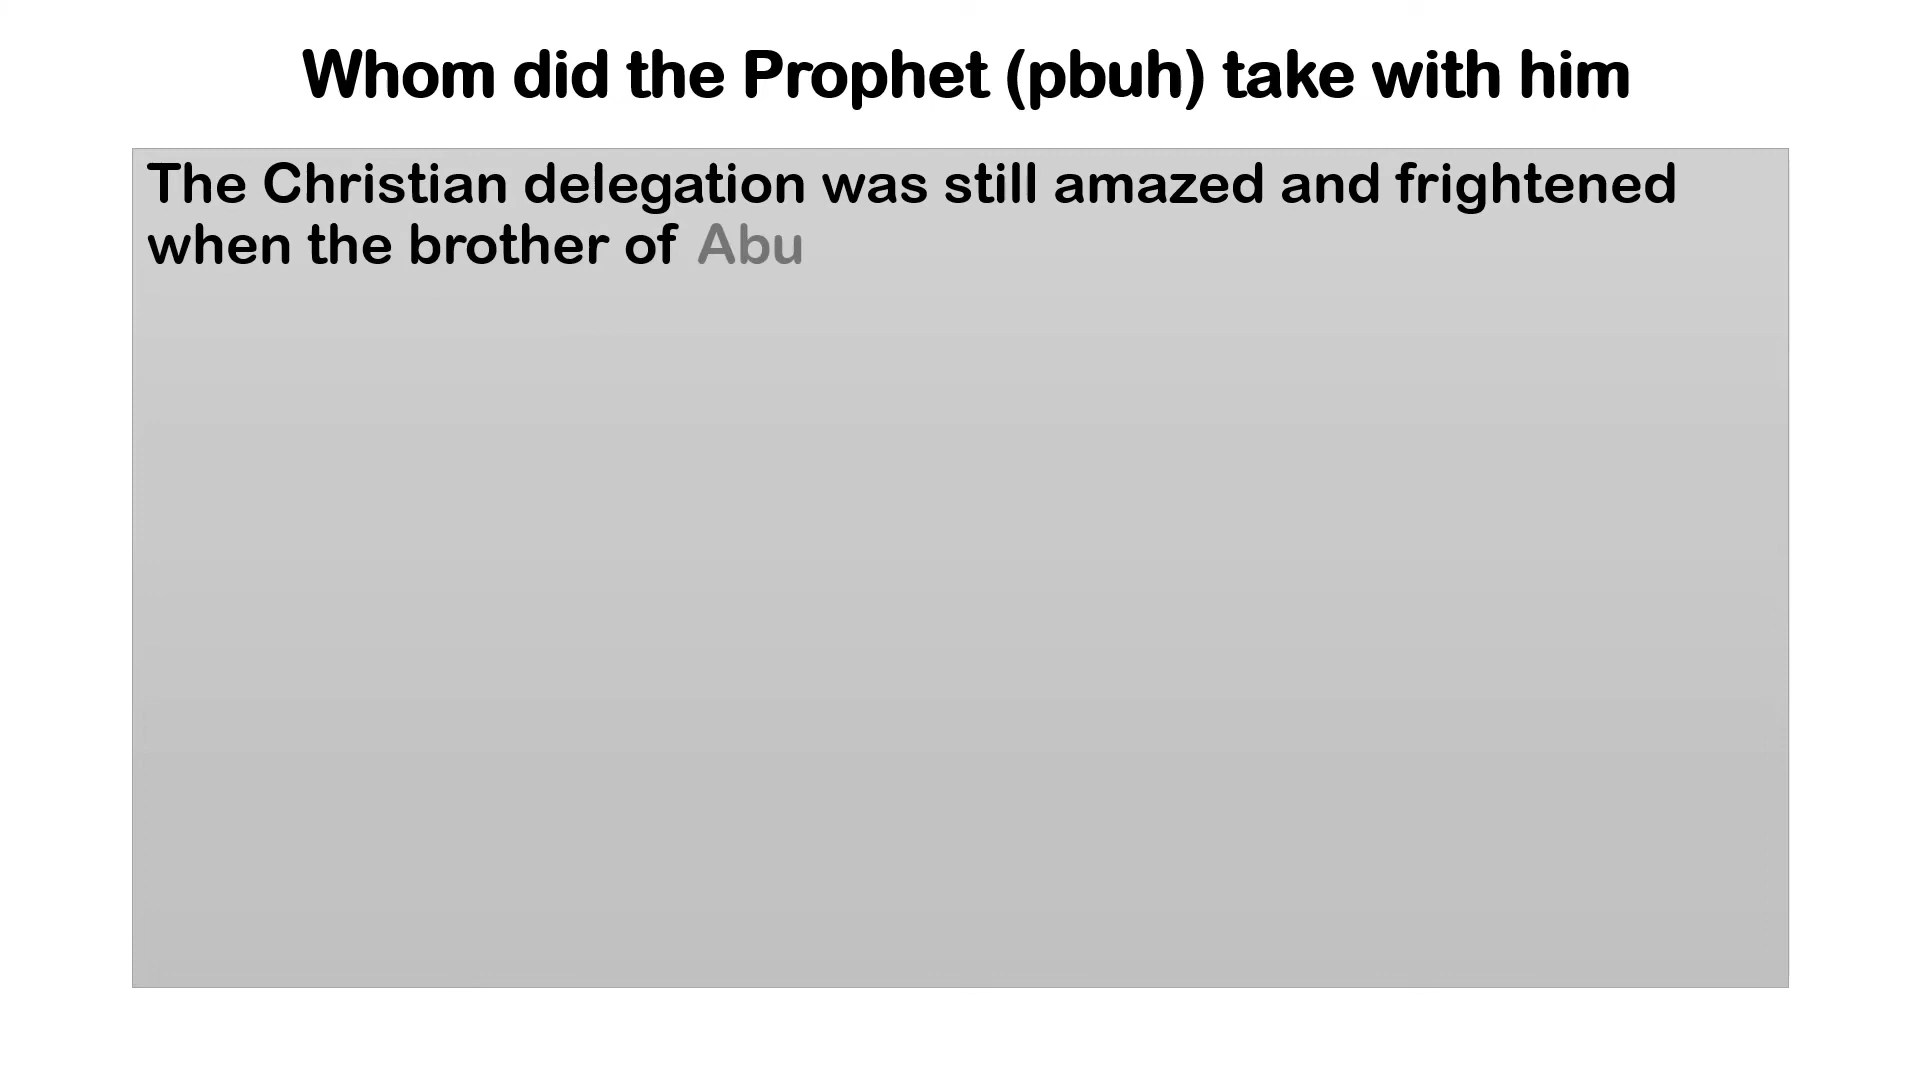 Whom did the Prophet (pbuh) take with him
The Christian delegation was still amazed and frightened
when the brother of Abu